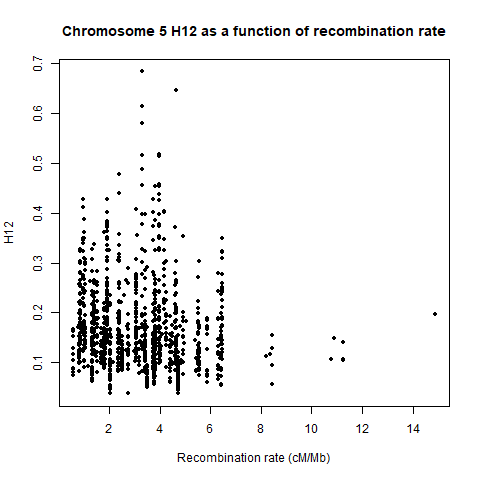 Chromosome 5 H12 as a function of recombination rate
0.7
0.6
0.5
0.4
0.3
0.2
0.1
H12
2 4 6 8 10 12 14
Recombination rate (cM/Mb)